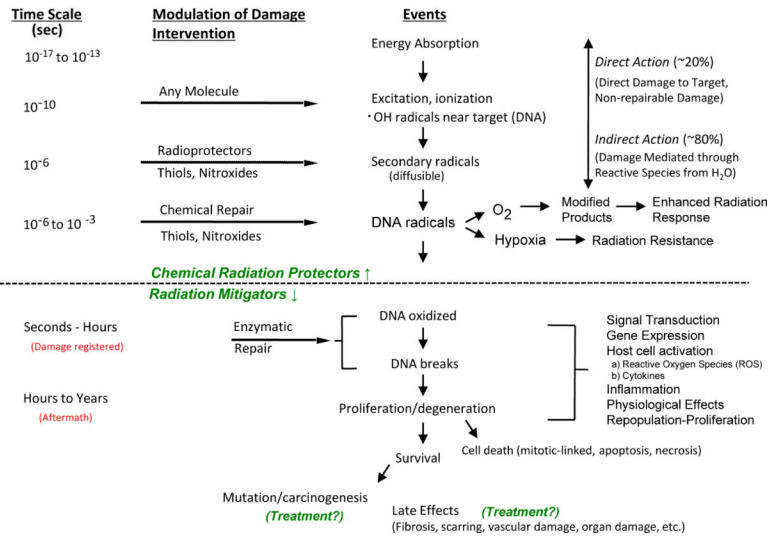 Time Scale
(sec)
Modulation of Damage
Intervention
Events
10⁻¹⁷ to 10⁻¹³
Energy Absorption
Direct Action (~20%)
(Direct Damage to Target,
Non-repairable Damage)
10⁻¹⁰
Any Molecule
Excitation, ionization
·OH radicals near target (DNA)
Indirect Action (~80%)
(Damage Mediated through
Reactive Species from H₂O)
10⁻⁶
Radioprotectors
Thiols, Nitroxides
Secondary radicals
(diffusible)
10⁻⁶ to 10⁻³
Chemical Repair
Thiols, Nitroxides
DNA radicals
O₂
Modified
Products
Enhanced Radiation
Response
Hypoxia
Radiation Resistance
Chemical Radiation Protectors ↑
Radiation Mitigators ↓
Seconds - Hours
(Damage registered)
Enzymatic
Repair
DNA oxidized
DNA breaks
Signal Transduction
Gene Expression
Host cell activation
a) Reactive Oxygen Species (ROS)
b) Cytokines
Inflammation
Physiological Effects
Repopulation-Proliferation
Hours to Years
(Aftermath)
Proliferation/degeneration
Survival
Cell death (mitotic-linked, apoptosis, necrosis)
Mutation/carcinogenesis
(Treatment?)
Late Effects (Treatment?)
(Fibrosis, scarring, vascular damage, organ damage, etc.)